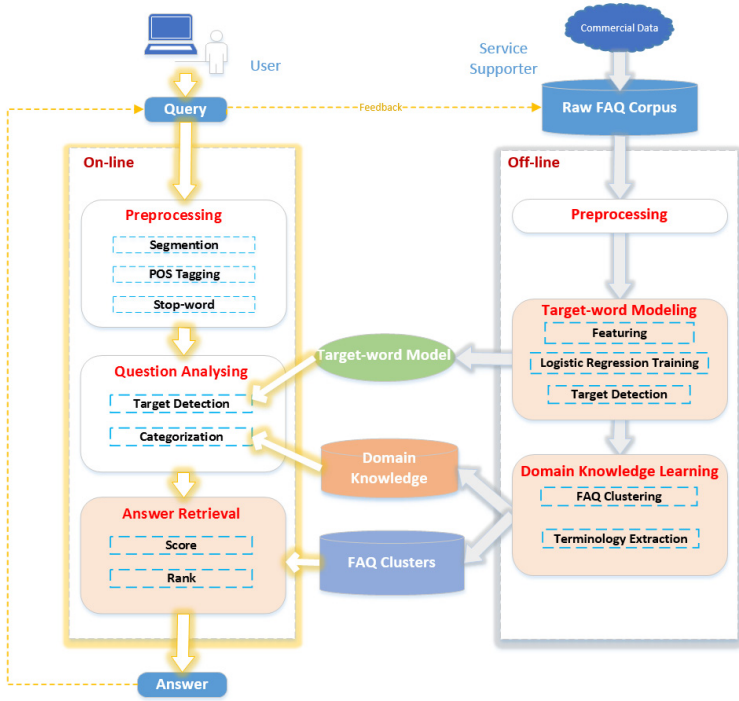 Commercial Data
User
Service
Supporter
Query
Feedback
Raw FAQ Corpus
On-line
Off-line
Preprocessing
Segmention
POS Tagging
Stop-word
Preprocessing
Target-word Modeling
Featuring
Logistic Regression Training
Target Detection
Target-word Model
Question Analysing
Target Detection
Categorization
Domain
Knowledge
Domain Knowledge Learning
FAQ Clustering
Terminology Extraction
Answer Retrieval
Score
Rank
FAQ Clusters
Answer